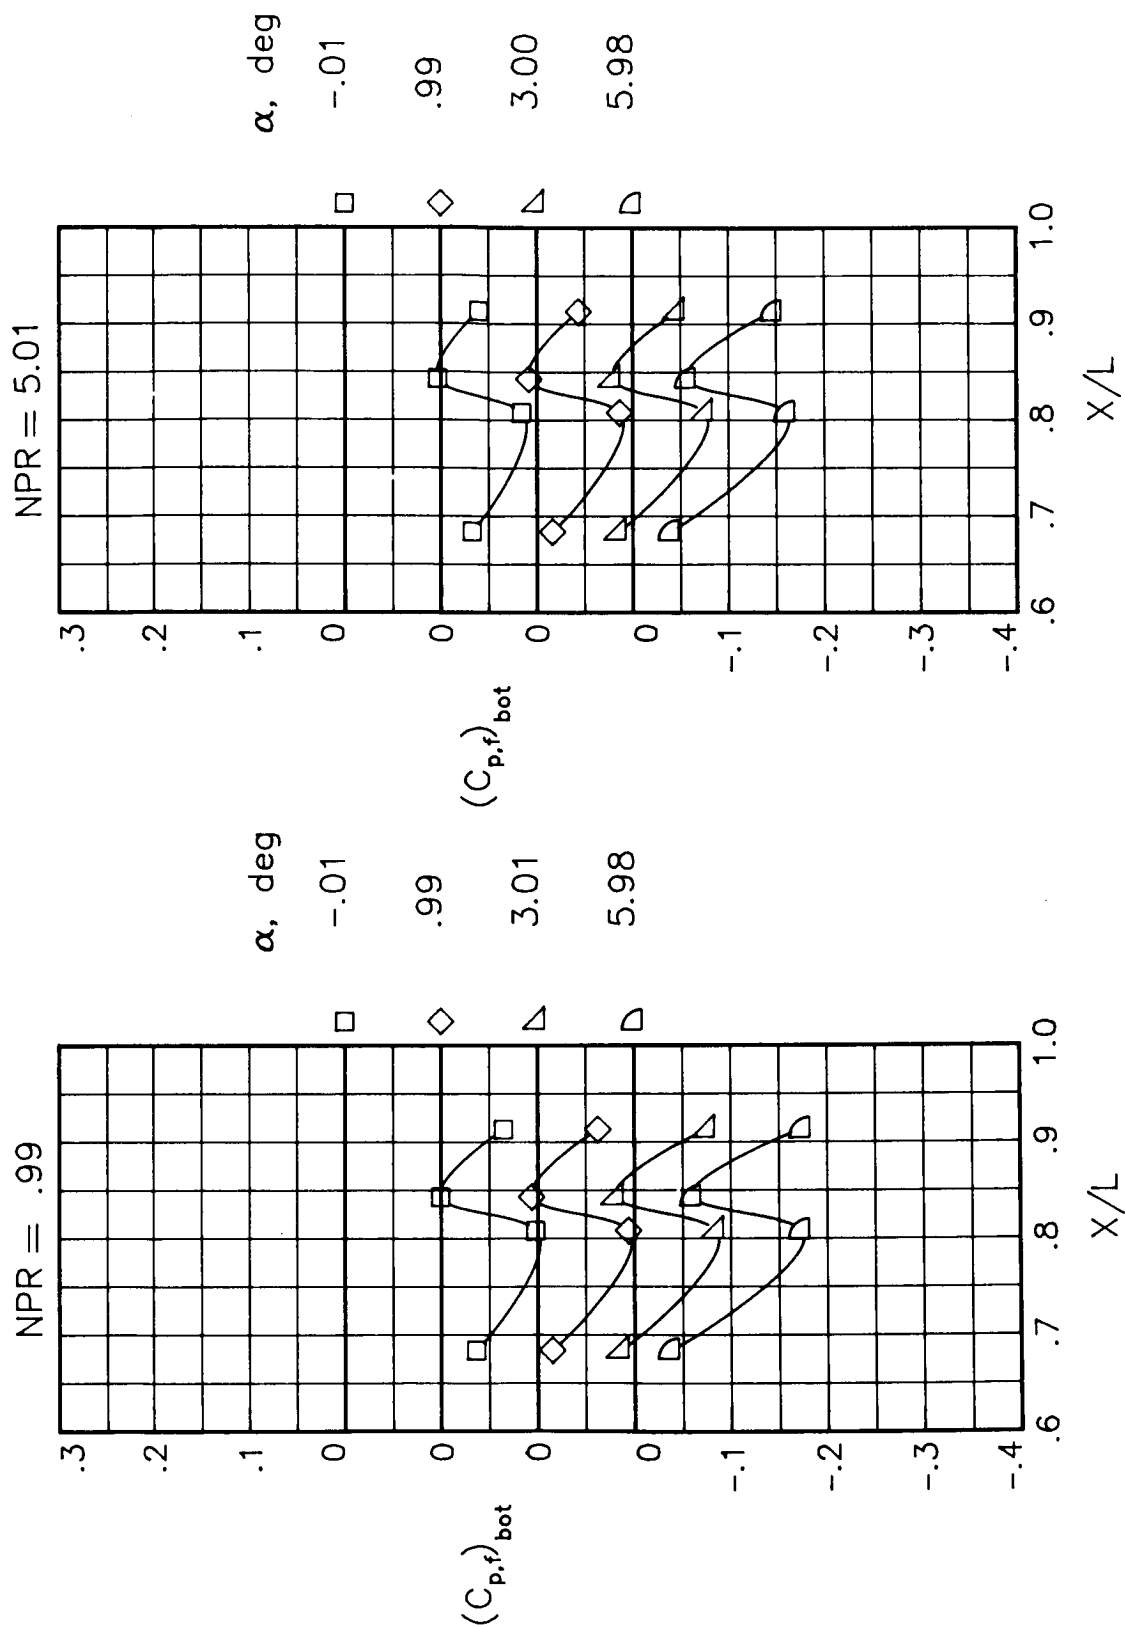 NPR = .99
α, deg
.3
.2
.1
0 -.01
0 .99
(C p,f) bot
0 3.01
0 5.98
-.1
-.2
-.3
-.4
.6 .7 .8 .9 1.0
X/L
NPR = 5.01
α, deg
.3
.2
.1
0 -.01
0 .99
(C p,f) bot
0 3.00
0 5.98
-.1
-.2
-.3
-.4
.6 .7 .8 .9 1.0
X/L